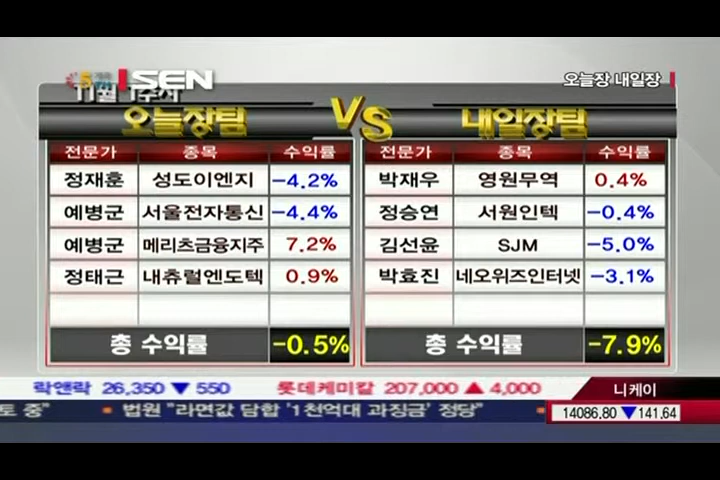 SEN
오늘장 내일장
11월 1주차
오늘장팀 VS 내일장팀
전문가 종목 수익률 전문가 종목 수익률
정재훈 성도이엔지 -4.2% 박재우 영원무역 0.4%
예병군 서울전자통신 -4.4% 정승연 서원인텍 -0.4%
예병군 메리츠금융지주 7.2% 김선윤 SJM -5.0%
정태근 내츄럴엔도텍 0.9% 박효진 네오위즈인터넷 -3.1%
총 수익률 -0.5% 총 수익률 -7.9%
락앤락 26,350 ▼ 550 롯데케미칼 207,000 ▲ 4,000 니케이
토 중" 법원 "라면값 담합 '1천억대 과징금' 정당" 14086.80 ▼141.64